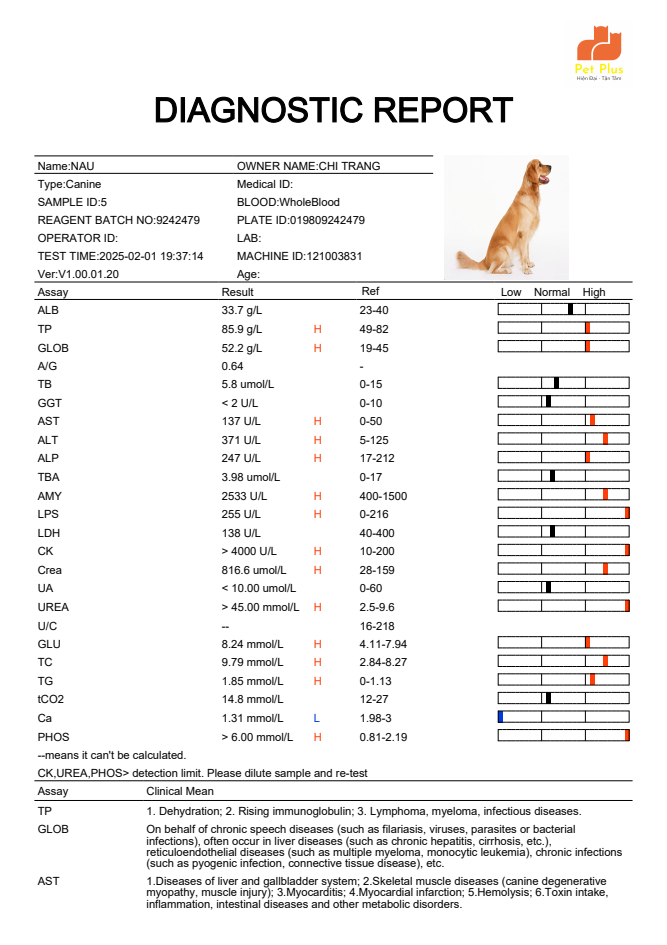 Pet Plus
Hiện Đại - Tận Tâm
DIAGNOSTIC REPORT
Name:NAU OWNER NAME:CHI TRANG
Type:Canine Medical ID:
SAMPLE ID:5 BLOOD:WholeBlood
REAGENT BATCH NO:9242479 PLATE ID:019809242479
OPERATOR ID: LAB:
TEST TIME:2025-02-01 19:37:14 MACHINE ID:121003831
Ver:V1.00.01.20 Age:
Assay Result Ref Low Normal High
ALB 33.7 g/L 23-40
TP 85.9 g/L H 49-82
GLOB 52.2 g/L H 19-45
A/G 0.64 -
TB 5.8 umol/L 0-15
GGT < 2 U/L 0-10
AST 137 U/L H 0-50
ALT 371 U/L H 5-125
ALP 247 U/L H 17-212
TBA 3.98 umol/L 0-17
AMY 2533 U/L H 400-1500
LPS 255 U/L H 0-216
LDH 138 U/L 40-400
CK > 4000 U/L H 10-200
Crea 816.6 umol/L H 28-159
UA < 10.00 umol/L 0-60
UREA > 45.00 mmol/L H 2.5-9.6
U/C -- 16-218
GLU 8.24 mmol/L H 4.11-7.94
TC 9.79 mmol/L H 2.84-8.27
TG 1.85 mmol/L H 0-1.13
tCO2 14.8 mmol/L 12-27
Ca 1.31 mmol/L L 1.98-3
PHOS > 6.00 mmol/L H 0.81-2.19
--means it can't be calculated.
CK,UREA,PHOS> detection limit. Please dilute sample and re-test
Assay Clinical Mean
TP 1. Dehydration; 2. Rising immunoglobulin; 3. Lymphoma, myeloma, infectious diseases.
GLOB On behalf of chronic speech diseases (such as filariasis, viruses, parasites or bacterial
infections), often occur in liver diseases (such as chronic hepatitis, cirrhosis, etc.),
reticuloendothelial diseases (such as multiple myeloma, monocytic leukemia), chronic infections
(such as pyogenic infection, connective tissue disease), etc.
AST 1.Diseases of liver and gallbladder system; 2.Skeletal muscle diseases (canine degenerative
myopathy, muscle injury); 3.Myocarditis; 4.Myocardial infarction; 5.Hemolysis; 6.Toxin intake,
inflammation, intestinal diseases and other metabolic disorders.